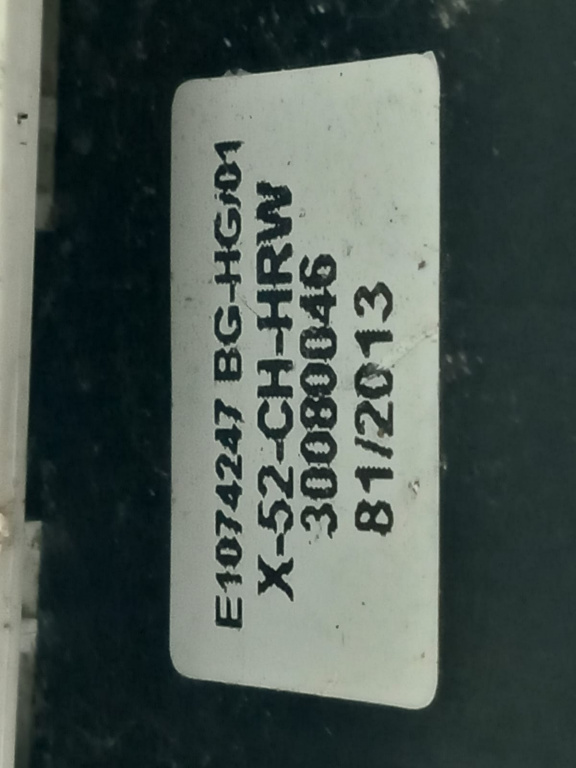 E1074247 BG-HG/01
X-52-CH-HRW
30080046
81/2013